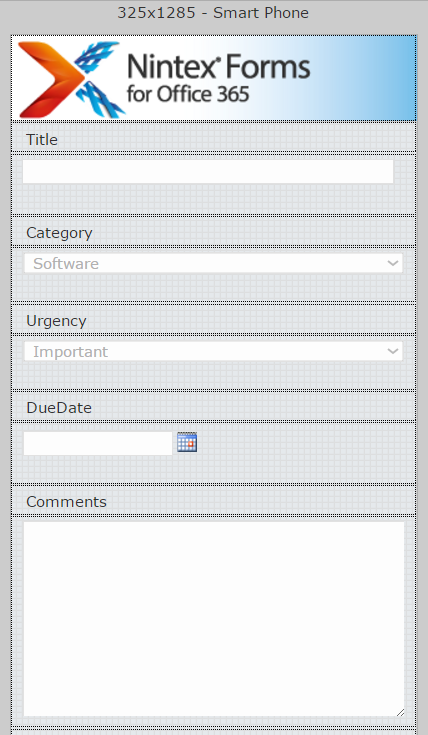 325x1285 - Smart Phone
Nintex® Forms
for Office 365
Title
Category
Software
Urgency
Important
DueDate
Comments